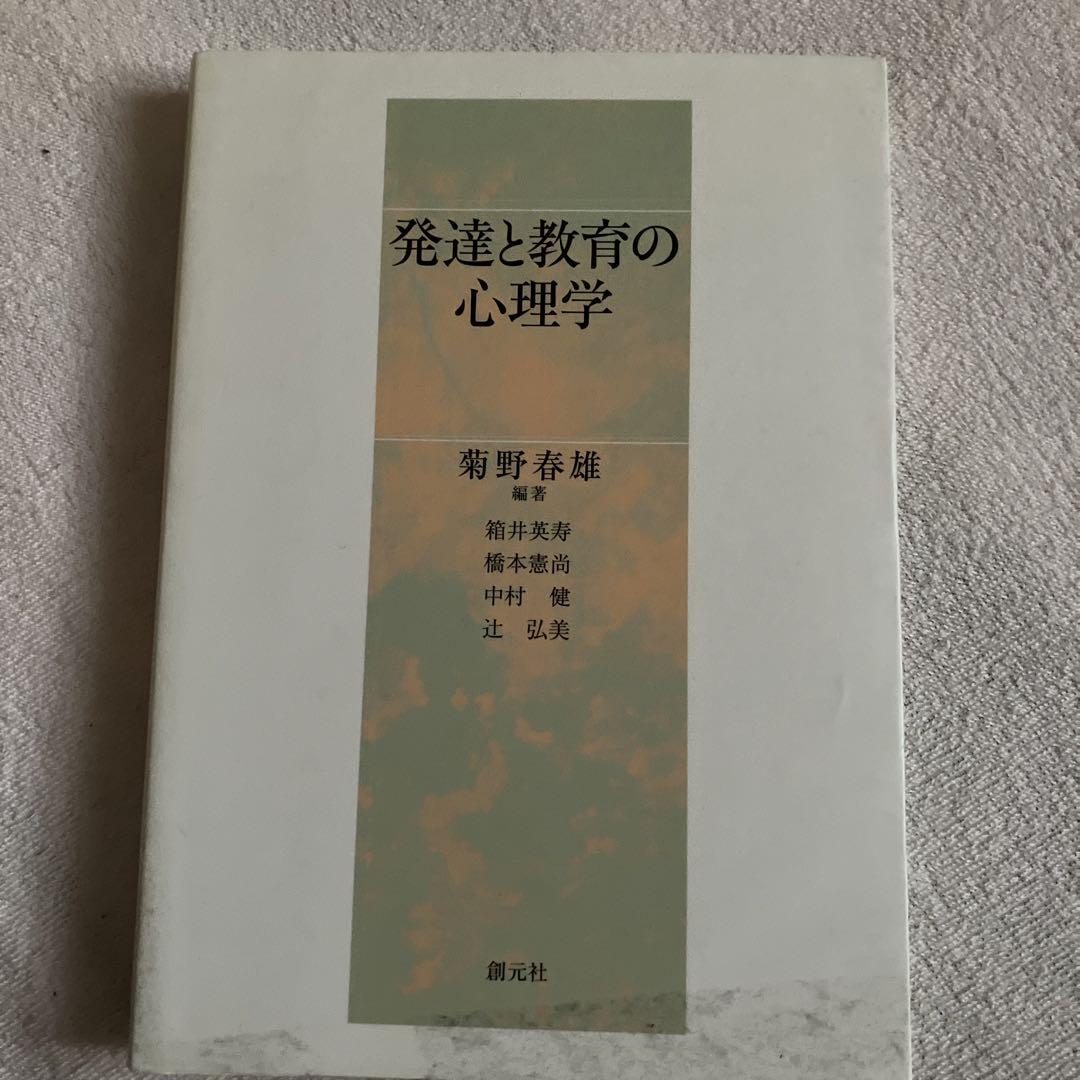 発達と教育の
心理学
菊野春雄
編著
箱井英寿
橋本憲尚
中村 健
辻 弘美
創元社